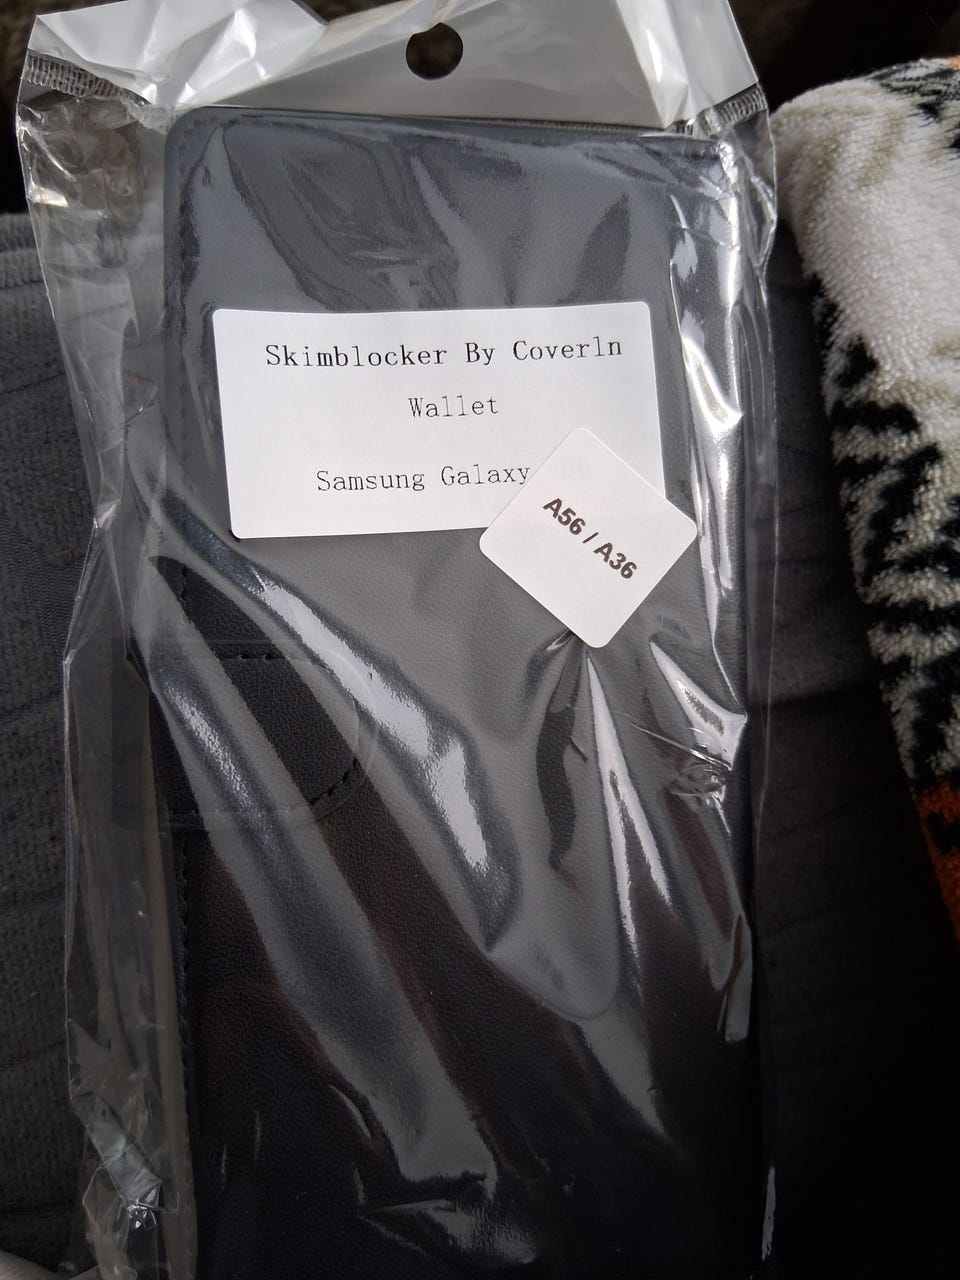 Skimblocker By Coverln
Wallet
Samsung Galaxy
A56 / A36